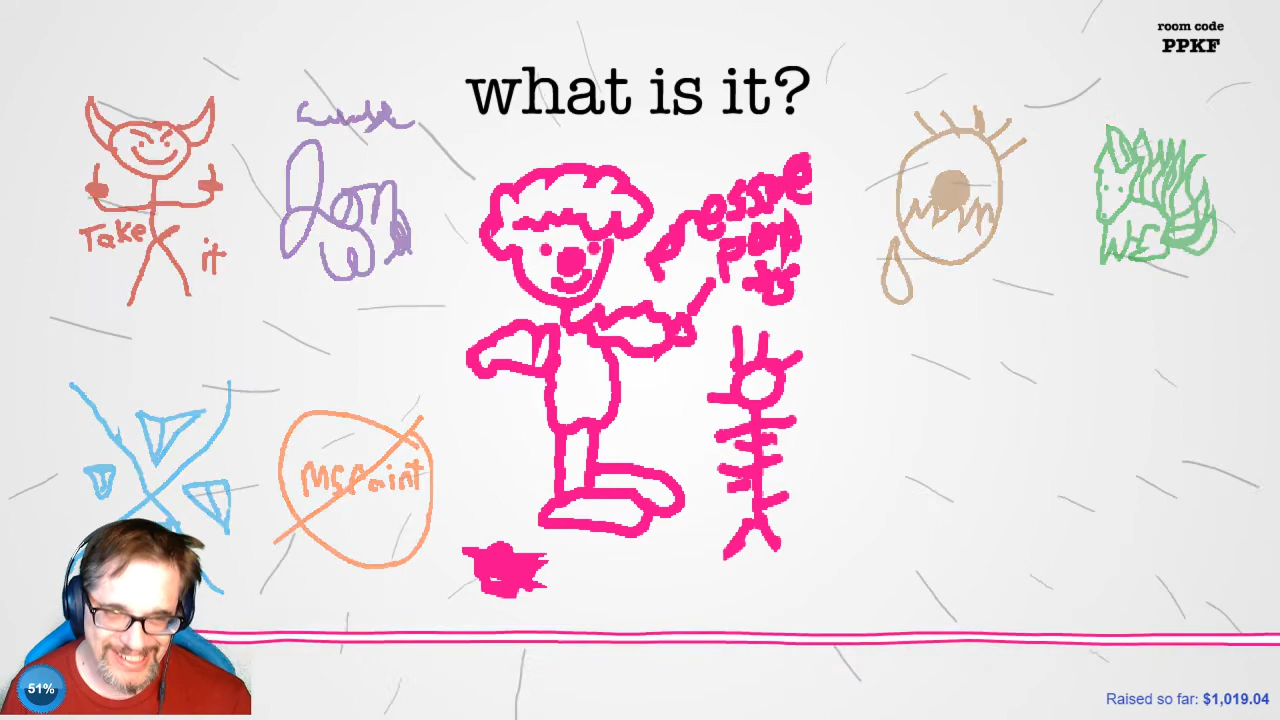 room code
PPKF
what is it?
Take it
MS Paint
51%
Raised so far: $1,019.04